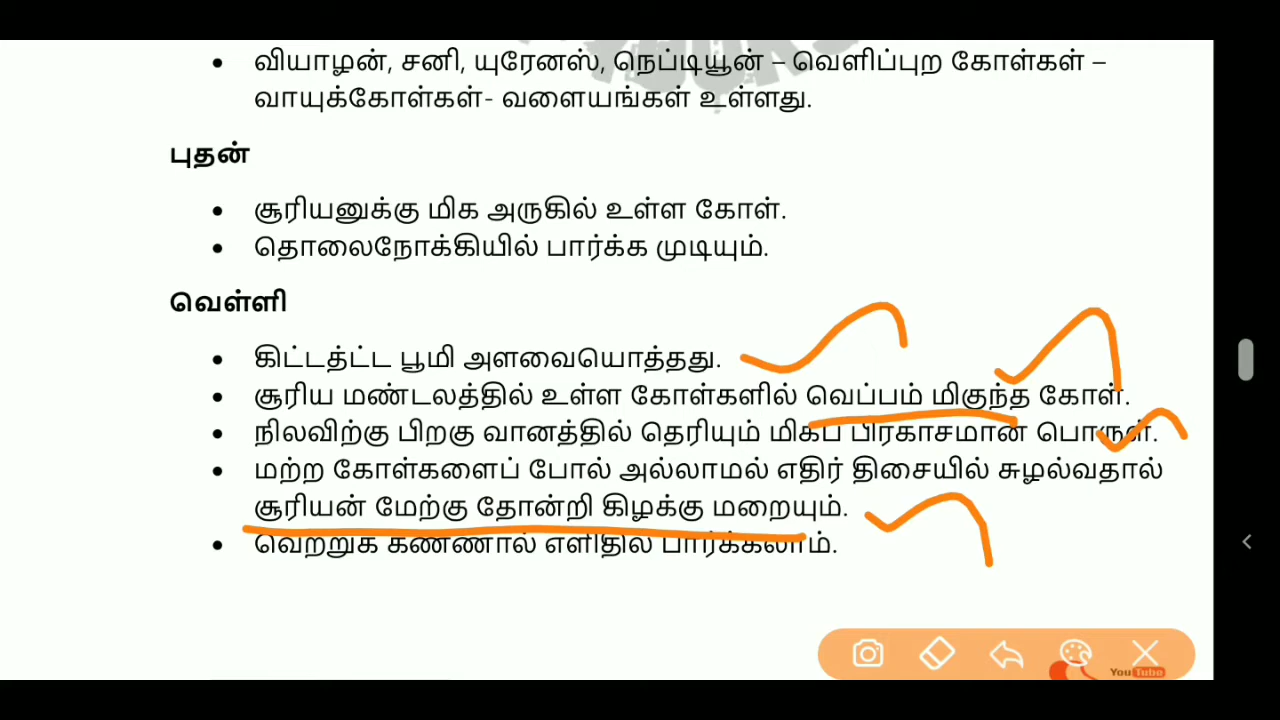 • வியாழன், சனி, யுரேனஸ், நெப்டியூன் – வெளிப்புற கோள்கள் –
வாயுக்கோள்கள்- வளையங்கள் உள்ளது.
புதன்
• சூரியனுக்கு மிக அருகில் உள்ள கோள்.
• தொலைநோக்கியில் பார்க்க முடியும்.
வெள்ளி
• கிட்டத்ட்ட பூமி அளவையொத்தது.
• சூரிய மண்டலத்தில் உள்ள கோள்களில் வெப்பம் மிகுந்த கோள்.
• நிலவிற்கு பிறகு வானத்தில் தெரியும் மிகப் பிரகாசமான பொருள்.
• மற்ற கோள்களைப் போல் அல்லாமல் எதிர் திசையில் சுழல்வதால்
சூரியன் மேற்கு தோன்றி கிழக்கு மறையும்.
• வெற்றுக் கண்ணால் எளிதில் பார்க்கலாம்.
YouTube